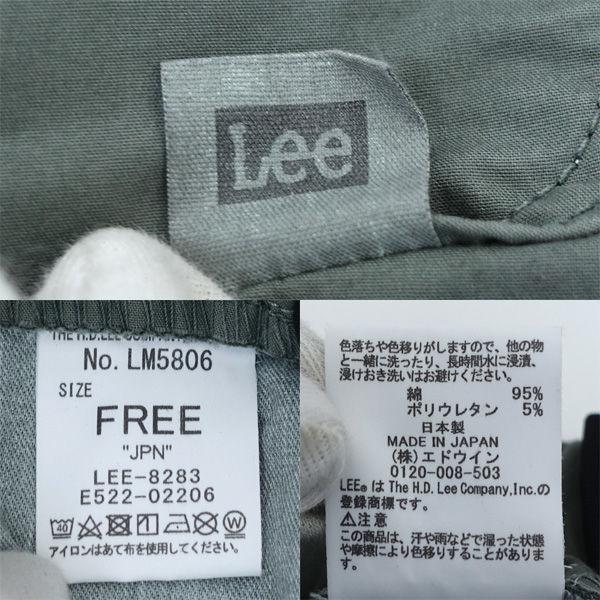 Lee
THE H.D.LEE COMPANY
No. LM5806
SIZE
FREE
"JPN"
LEE-8283
E522-02206
40
アイロンはあて布を使用してください。
色落ちや色移りがしますので、他の物
と一緒に洗ったり、長時間水に浸漬、
浸けおき洗いはお避けください。
綿 95%
ポリウレタン 5%
日本製
MADE IN JAPAN
(株)エドウイン
0120-008-503
LEE® は The H.D. Lee Company,Inc.の
登録商標です。
⚠注意
この商品は、汗や雨などで湿った状態
や摩擦により色移りすることがありま
す。